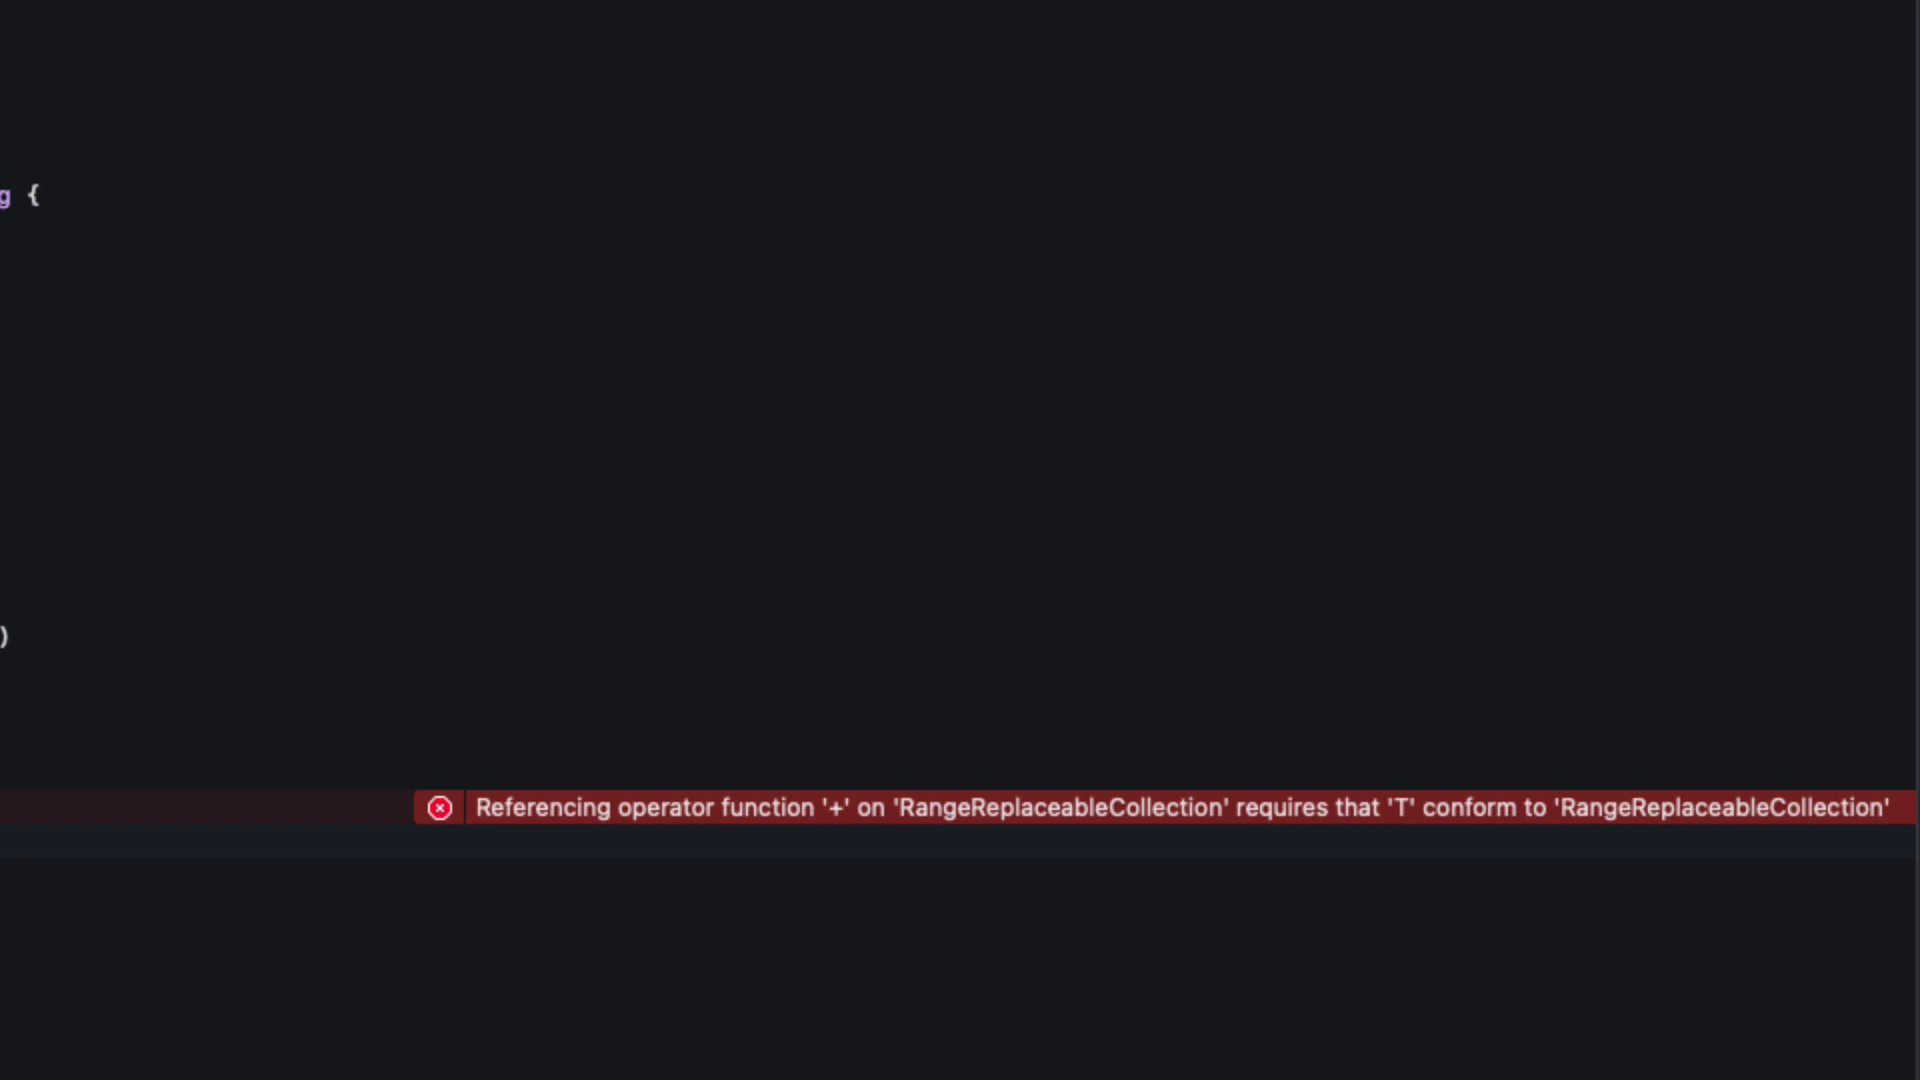 g {
)
Referencing operator function '+' on 'RangeReplaceableCollection' requires that 'T' conform to 'RangeReplaceableCollection'